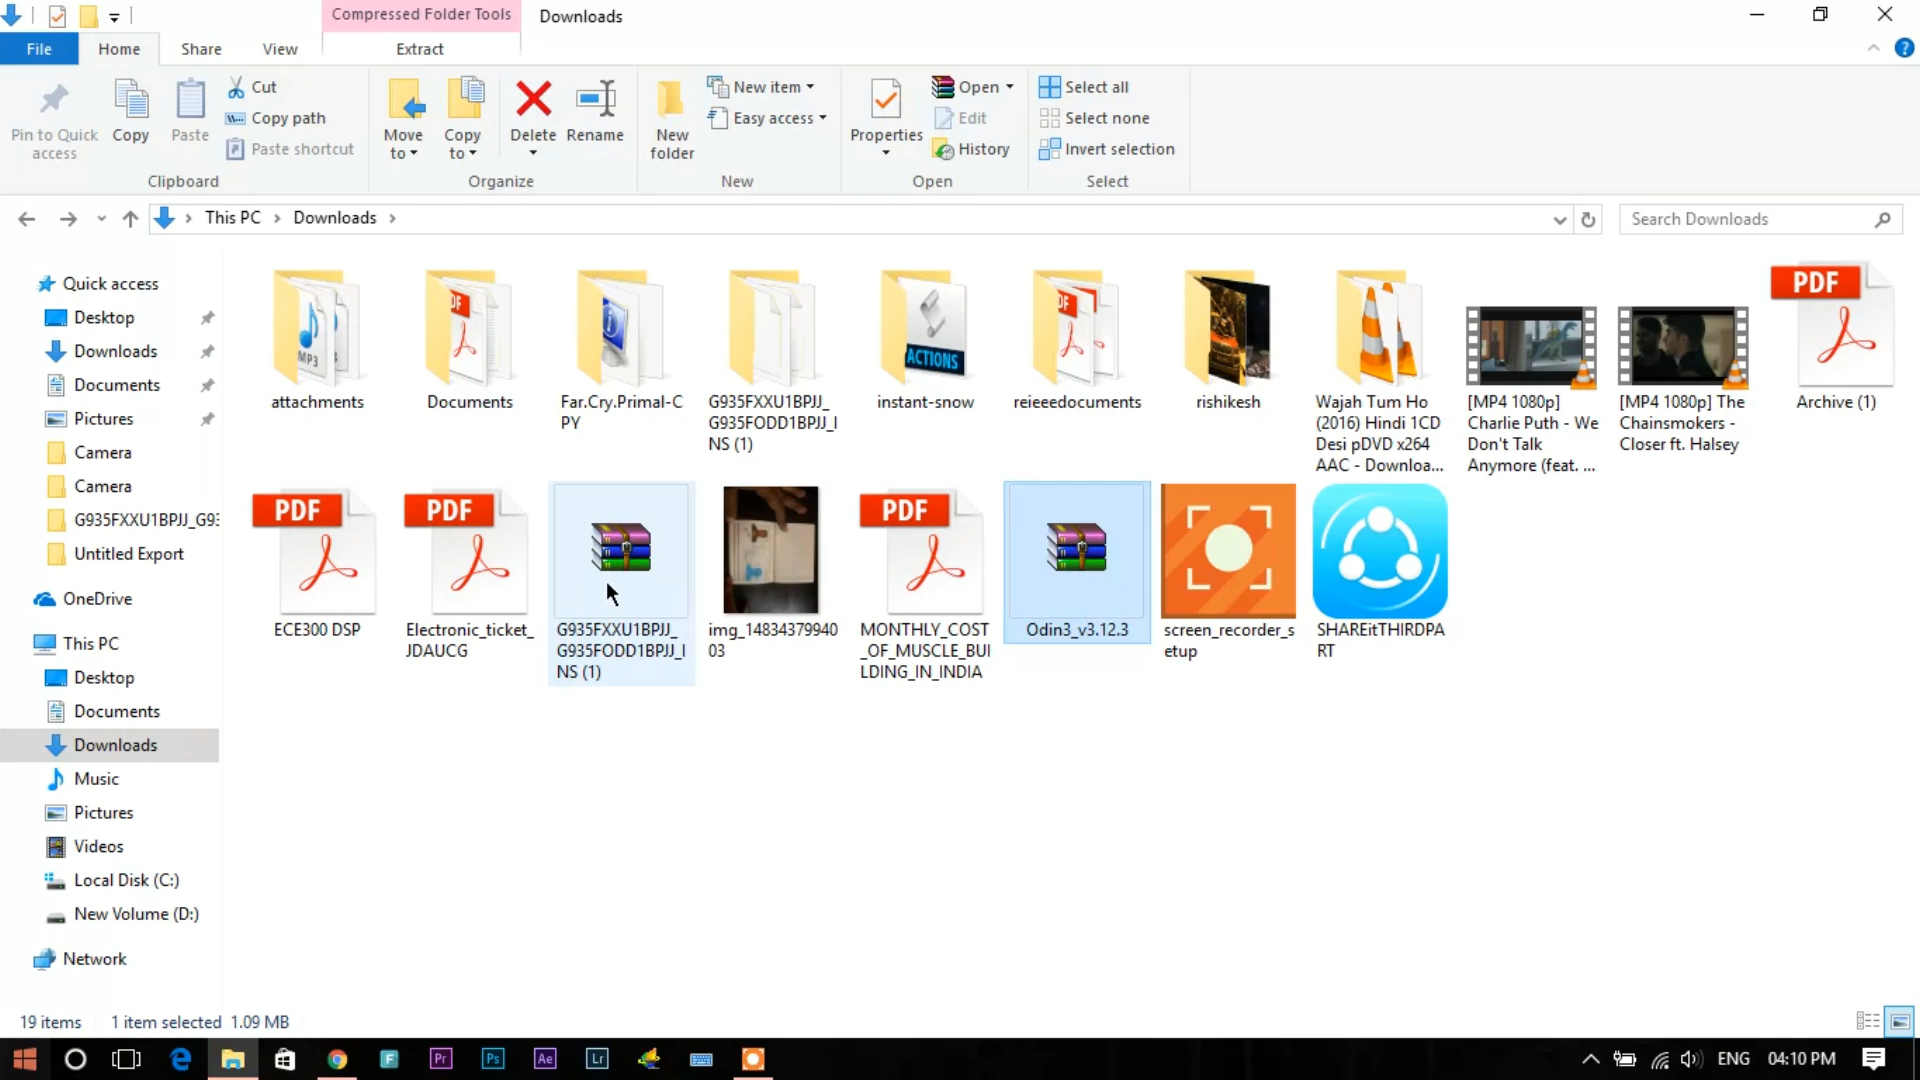 Compressed Folder Tools
Downloads
File
Home
Share
View
Extract
Pin to Quick
access
Copy
Paste
Cut
Copy path
Paste shortcut
Clipboard
Move
to
Copy
to
Delete
Rename
Organize
New
folder
New item
Easy access
New
Properties
Open
Edit
History
Open
Select all
Select none
Invert selection
Select
This PC
Downloads
Search Downloads
Quick access
Desktop
Downloads
Documents
Pictures
Camera
Camera
G935FXXU1BPJJ_G93
Untitled Export
OneDrive
This PC
Desktop
Documents
Downloads
Music
Pictures
Videos
Local Disk (C:)
New Volume (D:)
Network
MP3
attachments
Documents
Far.Cry.Primal-C
PY
G935FXXU1BPJJ_
G935FODD1BPJJ_I
NS (1)
ACTIONS
instant-snow
reieeedocuments
rishikesh
Wajah Tum Ho
(2016) Hindi 1CD
Desi pDVD x264
AAC - Downloa...
[MP4 1080p]
Charlie Puth - We
Don't Talk
Anymore (feat. ...
[MP4 1080p] The
Chainsmokers -
Closer ft. Halsey
PDF
Archive (1)
PDF
ECE300 DSP
PDF
Electronic_ticket_
JDAUCG
G935FXXU1BPJJ_
G935FODD1BPJJ_I
NS (1)
img_14834379940
03
PDF
MONTHLY_COST
_OF_MUSCLE_BUI
LDING_IN_INDIA
Odin3_v3.12.3
screen_recorder_s
etup
SHAREitTHIRDPA
RT
19 items
1 item selected 1.09 MB
F
Pr
Ps
Ae
Lr
ENG
04:10 PM